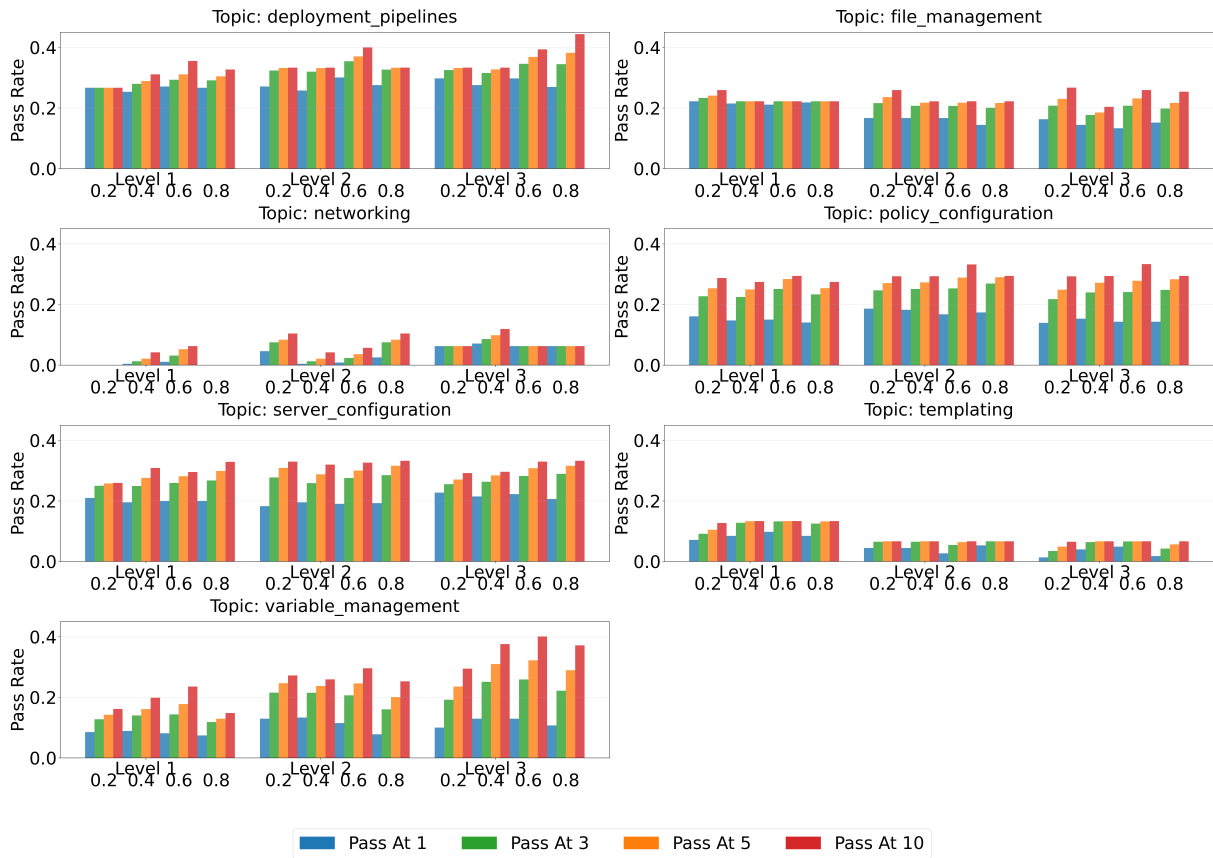 Topic: deployment_pipelines
Topic: file_management
Pass Rate
0.4
0.2
0.0
Level 1 Level 2 Level 3
0.2 0.4 0.6 0.8 0.2 0.4 0.6 0.8 0.2 0.4 0.6 0.8
Pass Rate
0.4
0.2
0.0
Level 1 Level 2 Level 3
0.2 0.4 0.6 0.8 0.2 0.4 0.6 0.8 0.2 0.4 0.6 0.8
Topic: networking
Topic: policy_configuration
Pass Rate
0.4
0.2
0.0
Level 1 Level 2 Level 3
0.2 0.4 0.6 0.8 0.2 0.4 0.6 0.8 0.2 0.4 0.6 0.8
Pass Rate
0.4
0.2
0.0
Level 1 Level 2 Level 3
0.2 0.4 0.6 0.8 0.2 0.4 0.6 0.8 0.2 0.4 0.6 0.8
Topic: server_configuration
Topic: templating
Pass Rate
0.4
0.2
0.0
Level 1 Level 2 Level 3
0.2 0.4 0.6 0.8 0.2 0.4 0.6 0.8 0.2 0.4 0.6 0.8
Pass Rate
0.4
0.2
0.0
Level 1 Level 2 Level 3
0.2 0.4 0.6 0.8 0.2 0.4 0.6 0.8 0.2 0.4 0.6 0.8
Topic: variable_management
Pass Rate
0.4
0.2
0.0
Level 1 Level 2 Level 3
0.2 0.4 0.6 0.8 0.2 0.4 0.6 0.8 0.2 0.4 0.6 0.8
Pass At 1 Pass At 3 Pass At 5 Pass At 10